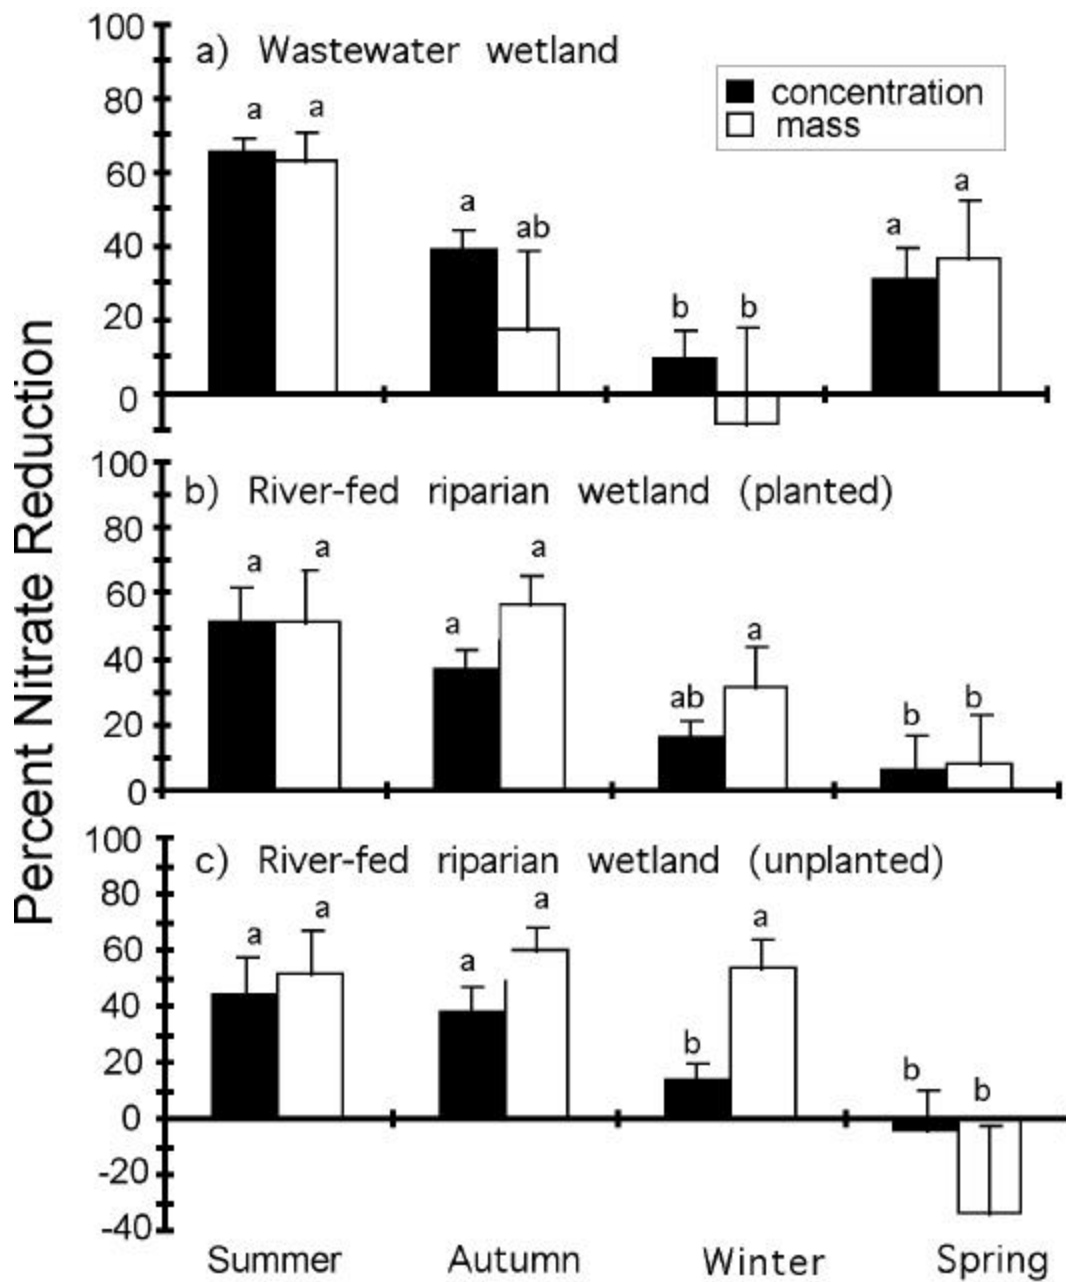 Percent Nitrate Reduction
a) Wastewater wetland
concentration
mass
100
80
60
40
20
0
a a
a ab
b b
a a
b) River-fed riparian wetland (planted)
100
80
60
40
20
0
a a
a a
ab a
b b
c) River-fed riparian wetland (unplanted)
100
80
60
40
20
0
-20
-40
a a
a a
b a
b b
Summer Autumn Winter Spring